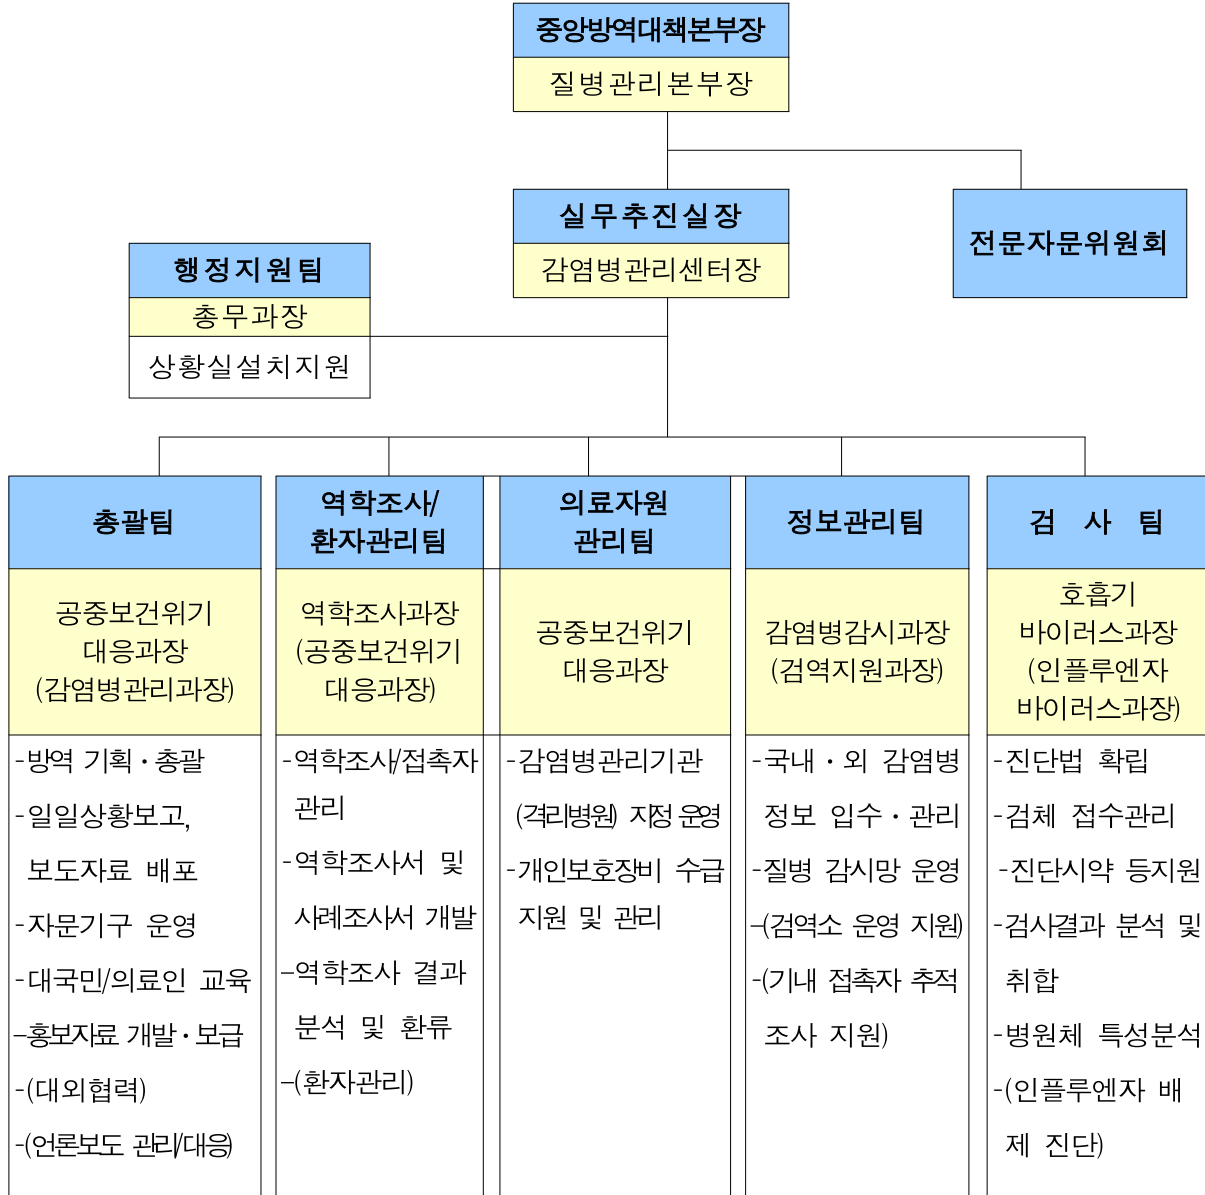 중앙방역대책본부장
질병관리본부장
실무추진실장
감염병관리센터장
전문자문위원회
행정지원팀
총무과장
상황실설치지원
총괄팀
공중보건위기
대응과장
(감염병관리과장)
-방역 기획·총괄
-일일상황보고,
보도자료 배포
-자문기구 운영
-대국민/의료인 교육
-홍보자료 개발·보급
-(대외협력)
-(언론보도 관리/대응)
역학조사/
환자관리팀
역학조사과장
(공중보건위기
대응과장)
-역학조사/접촉자
관리
-역학조사서 및
사례조사서 개발
-역학조사 결과
분석 및 환류
-(환자관리)
의료자원
관리팀
공중보건위기
대응과장
-감염병관리기관
(격리병원) 지정 운영
-개인보호장비 수급
지원 및 관리
정보관리팀
감염병감시과장
(검역지원과장)
-국내·외 감염병
정보 입수·관리
-질병 감시망 운영
-(검역소 운영 지원)
-(기내 접촉자 추적
조사 지원)
검 사 팀
호흡기
바이러스과장
(인플루엔자
바이러스과장)
-진단법 확립
-검체 접수관리
-진단시약 등지원
-검사결과 분석 및
취합
-병원체 특성분석
-(인플루엔자 배
제 진단)